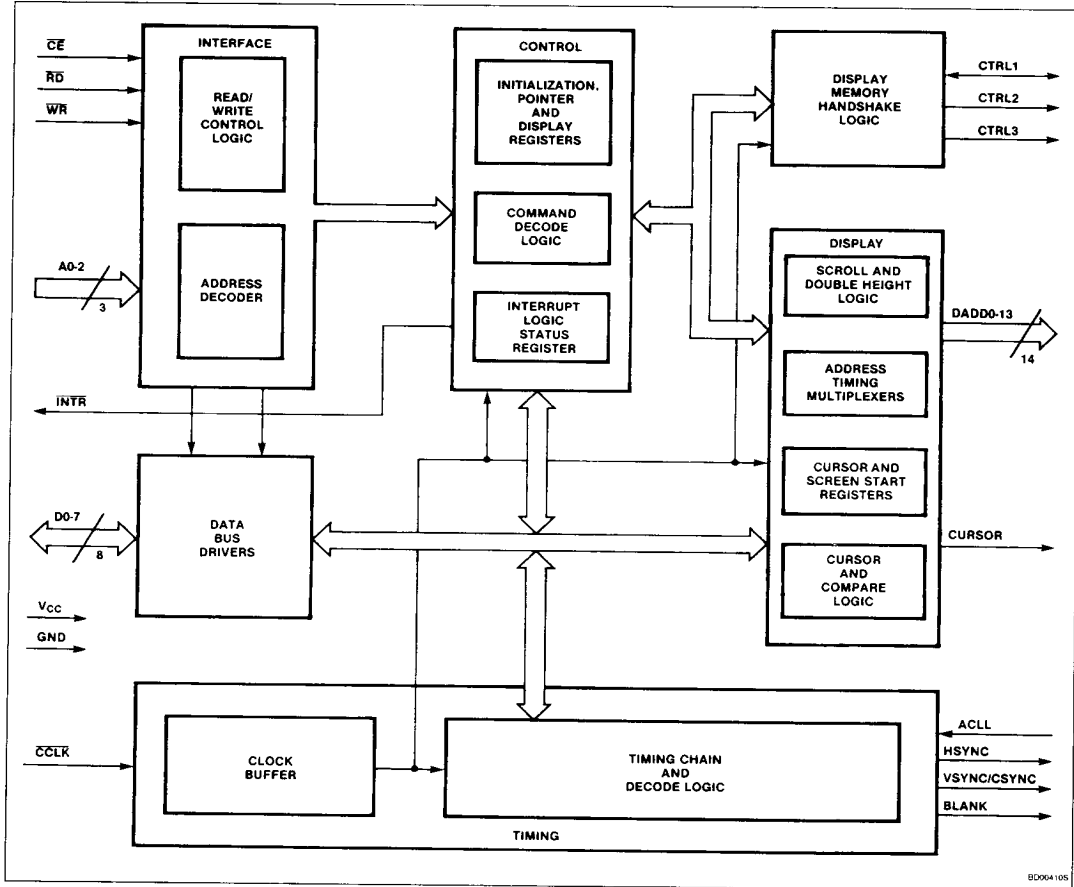 CE
RD
WR
A0-2
3
INTR
D0-7
8
VCC
GND
CCLK
INTERFACE
READ/
WRITE
CONTROL
LOGIC
ADDRESS
DECODER
DATA
BUS
DRIVERS
CONTROL
INITIALIZATION,
POINTER
AND
DISPLAY
REGISTERS
COMMAND
DECODE
LOGIC
INTERRUPT
LOGIC
STATUS
REGISTER
DISPLAY
MEMORY
HANDSHAKE
LOGIC
CTRL1
CTRL2
CTRL3
DISPLAY
SCROLL AND
DOUBLE HEIGHT
LOGIC
ADDRESS
TIMING
MULTIPLEXERS
CURSOR AND
SCREEN START
REGISTERS
CURSOR
AND
COMPARE
LOGIC
DADD0-13
14
CURSOR
CLOCK
BUFFER
TIMING CHAIN
AND
DECODE LOGIC
TIMING
ACLL
HSYNC
VSYNC/CSYNC
BLANK
BD00410S